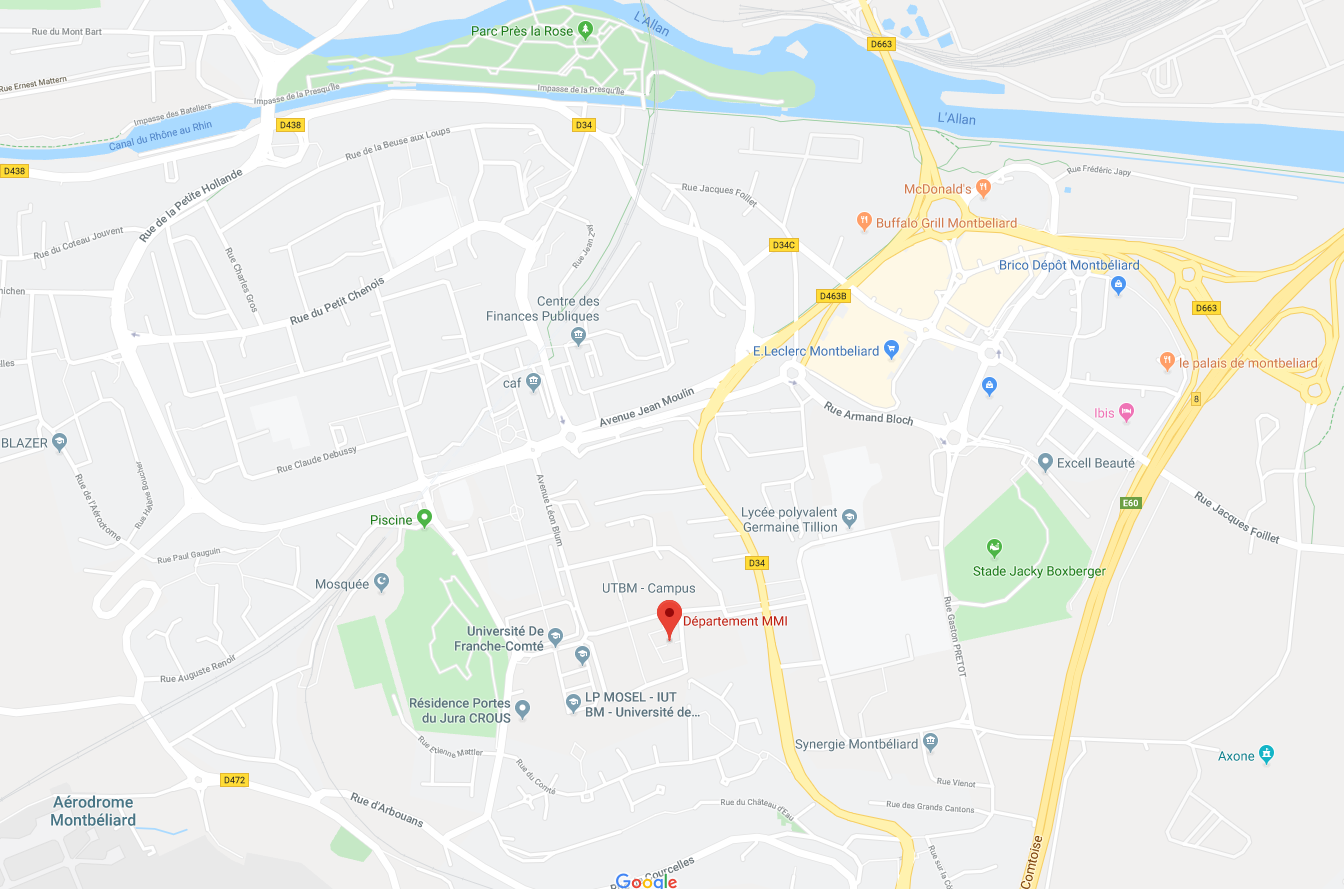 L'Allan
Parc Près la Rose
Rue du Mont Bart
D663
Rue Ernest Mattern
Impasse de la Presqu'île
Impasse de la Presqu'île
Impasse des Bateliers
Canal du Rhône au Rhin
D438
D34
L'Allan
Rue de la Beuse aux Loups
D438
Rue Frédéric Japy
Rue de la Petite Hollande
Rue Jacques Foillet
McDonald's
Buffalo Grill Montbeliard
Rue du Coteau Jouvent
Rue Jean Zay
D34C
Rue Charles Gros
Brico Dépôt Montbéliard
nichen
Rue du Petit Chenois
D463B
Centre des
Finances Publiques
D663
E.Leclerc Montbeliard
lles
le palais de montbeliard
caf
Avenue Jean Moulin
8
Rue Armand Bloch
Ibis
BLAZER
Rue Claude Debussy
Excell Beauté
Rue de l'Aérodrome
Rue Hélène Boucher
Avenue Léon Blum
E60
Rue Jacques Foillet
Piscine
Lycée polyvalent
Germaine Tillion
Rue Paul Gauguin
D34
Stade Jacky Boxberger
Mosquée
UTBM - Campus
Département MMI
Université De
Franche-Comté
Rue Gaston PRETOT
Rue Auguste Renoir
LP MOSEL - IUT
BM - Université de...
Résidence Portes
du Jura CROUS
Rue Etienne Mattler
Synergie Montbéliard
Axone
Rue du Comté
D472
Rue Vienot
Aérodrome
Montbéliard
Rue d'Arbouans
Rue du Château d'Eau
Rue des Grands Cantons
Comtoise
Rue sur la Cô
Courcelles
Google